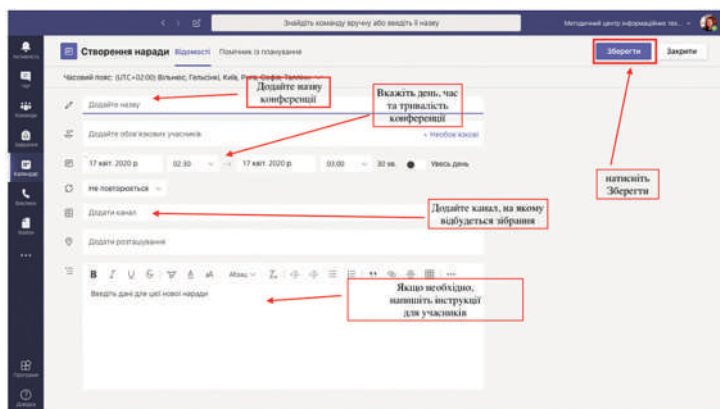 Знайдіть команду вручну або введіть її назву
Методичний центр інформаційних тех...
Створення наради Відомості Помічник із планування
Зберегти
Закрити
Часовий пояс: (UTC+02:00) Вільнюс, Гельсінкі, Київ, Рига, Софія, Таллінн
Додайте назву
конференції
Додайте назву
Вкажіть день, час
та тривалість
конференції
Додайте обов'язкових учасників
+ Необов'язкові
17 квіт. 2020 р. 02:30 → 17 квіт. 2020 р. 03:00 30 хв. Увесь день
Не повторюється
натисніть
Зберегти
Додати канал
Додайте канал, на якому
відбудеться зібрання
Додати розташування
Абзац
Введіть дані для цієї нової наради
Якщо необхідно,
напишіть інструкції
для учасників
Календар
Програми
Довідка